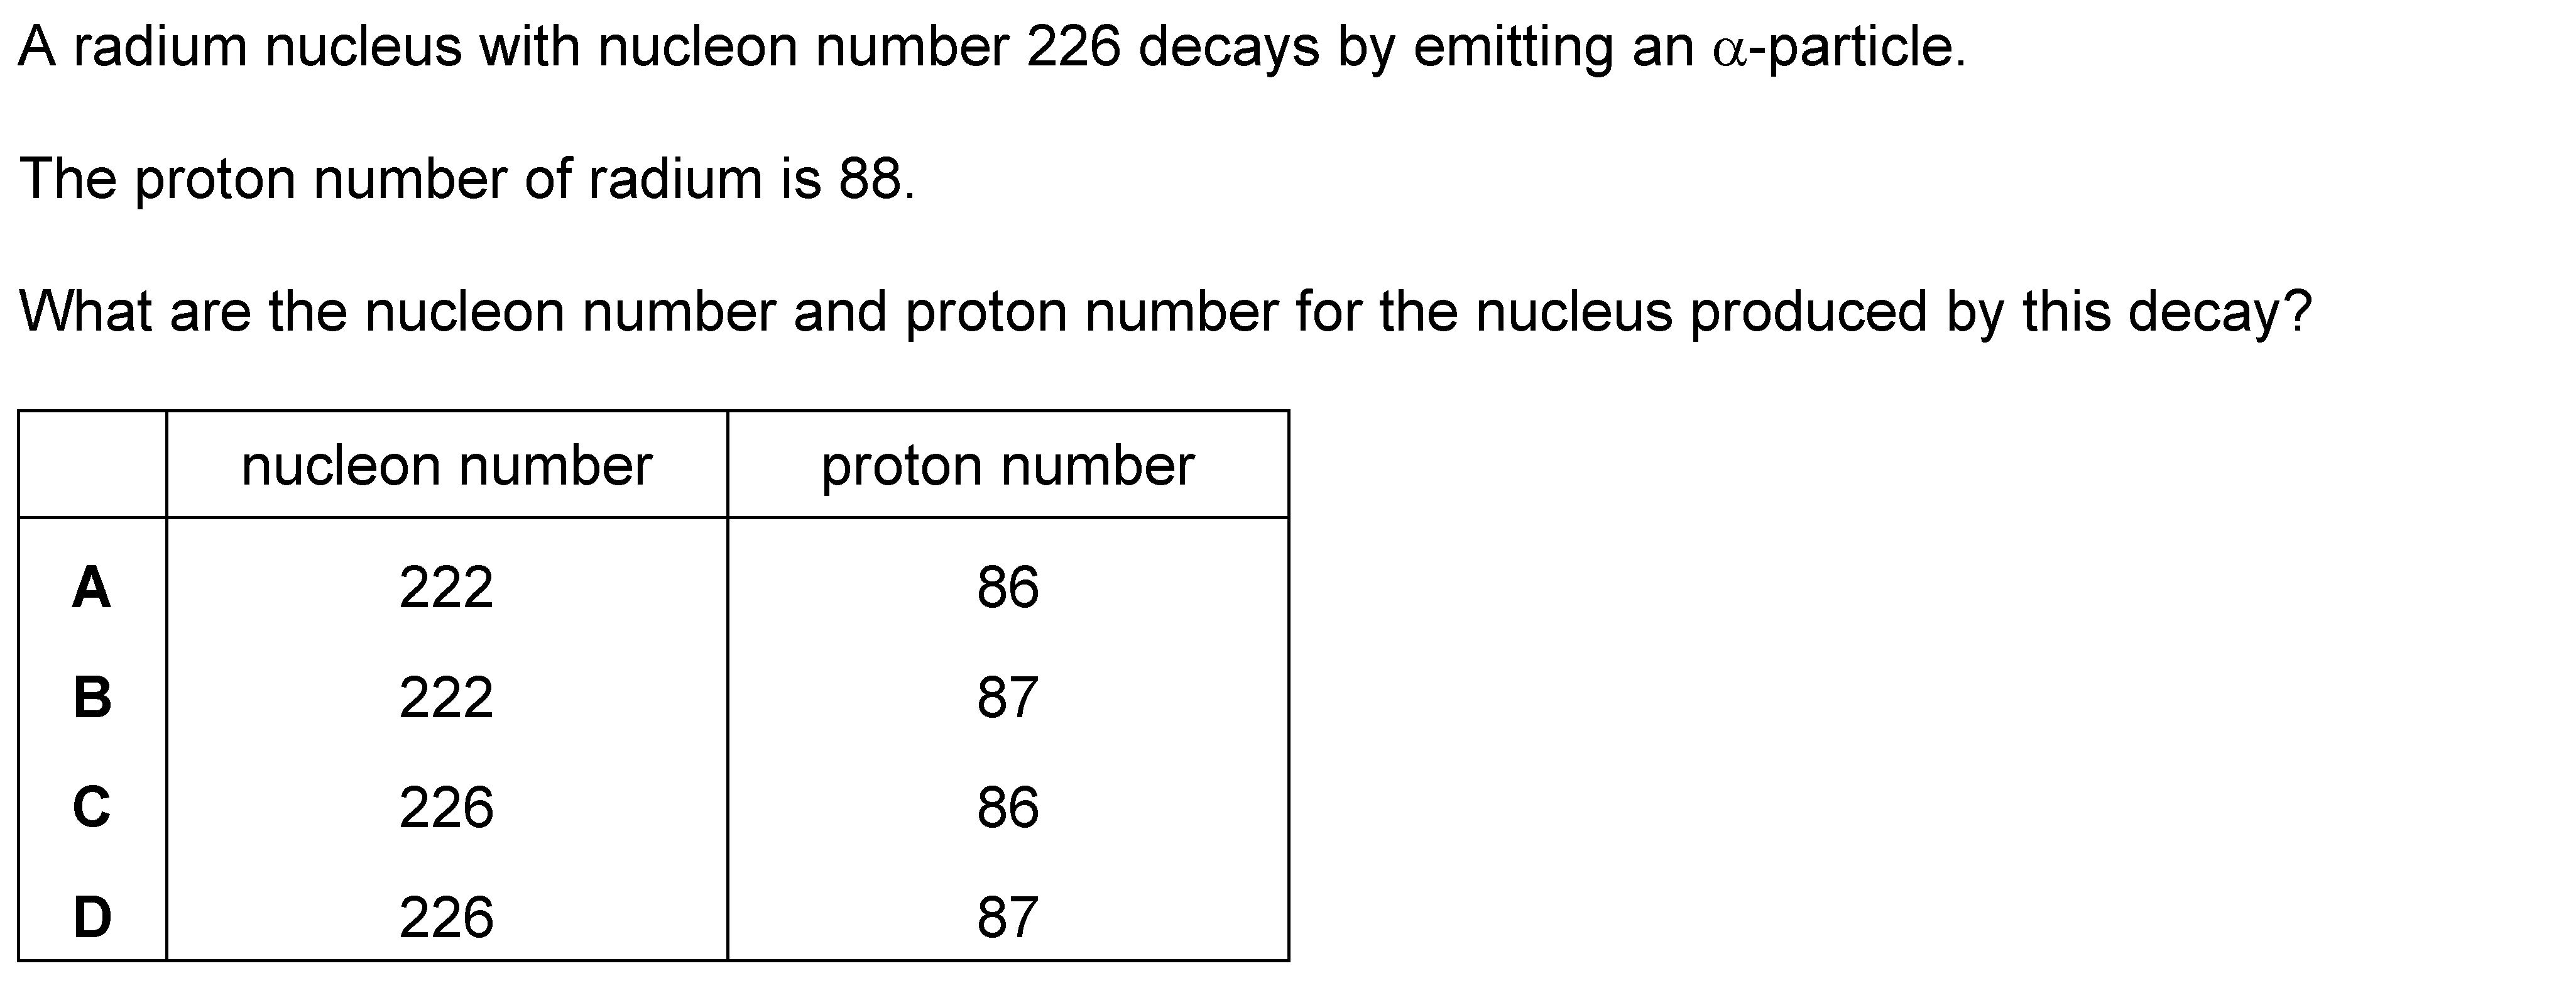 A radium nucleus with nucleon number 226 decays by emitting an α-particle.
The proton number of radium is 88.
What are the nucleon number and proton number for the nucleus produced by this decay?
nucleon number proton number
A 222 86
B 222 87
C 226 86
D 226 87